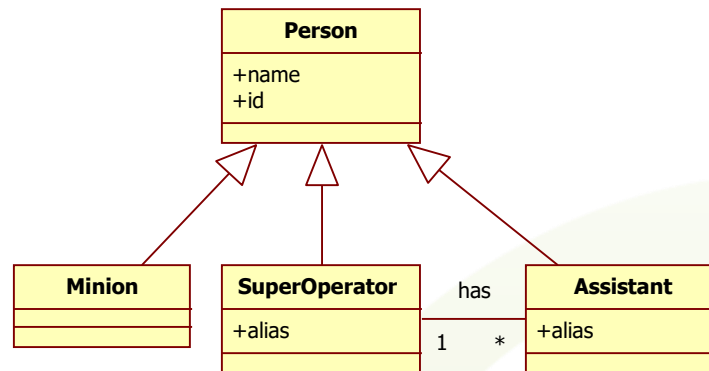 Person
+name
+id
Minion
SuperOperator
has
Assistant
+alias
1
*
+alias